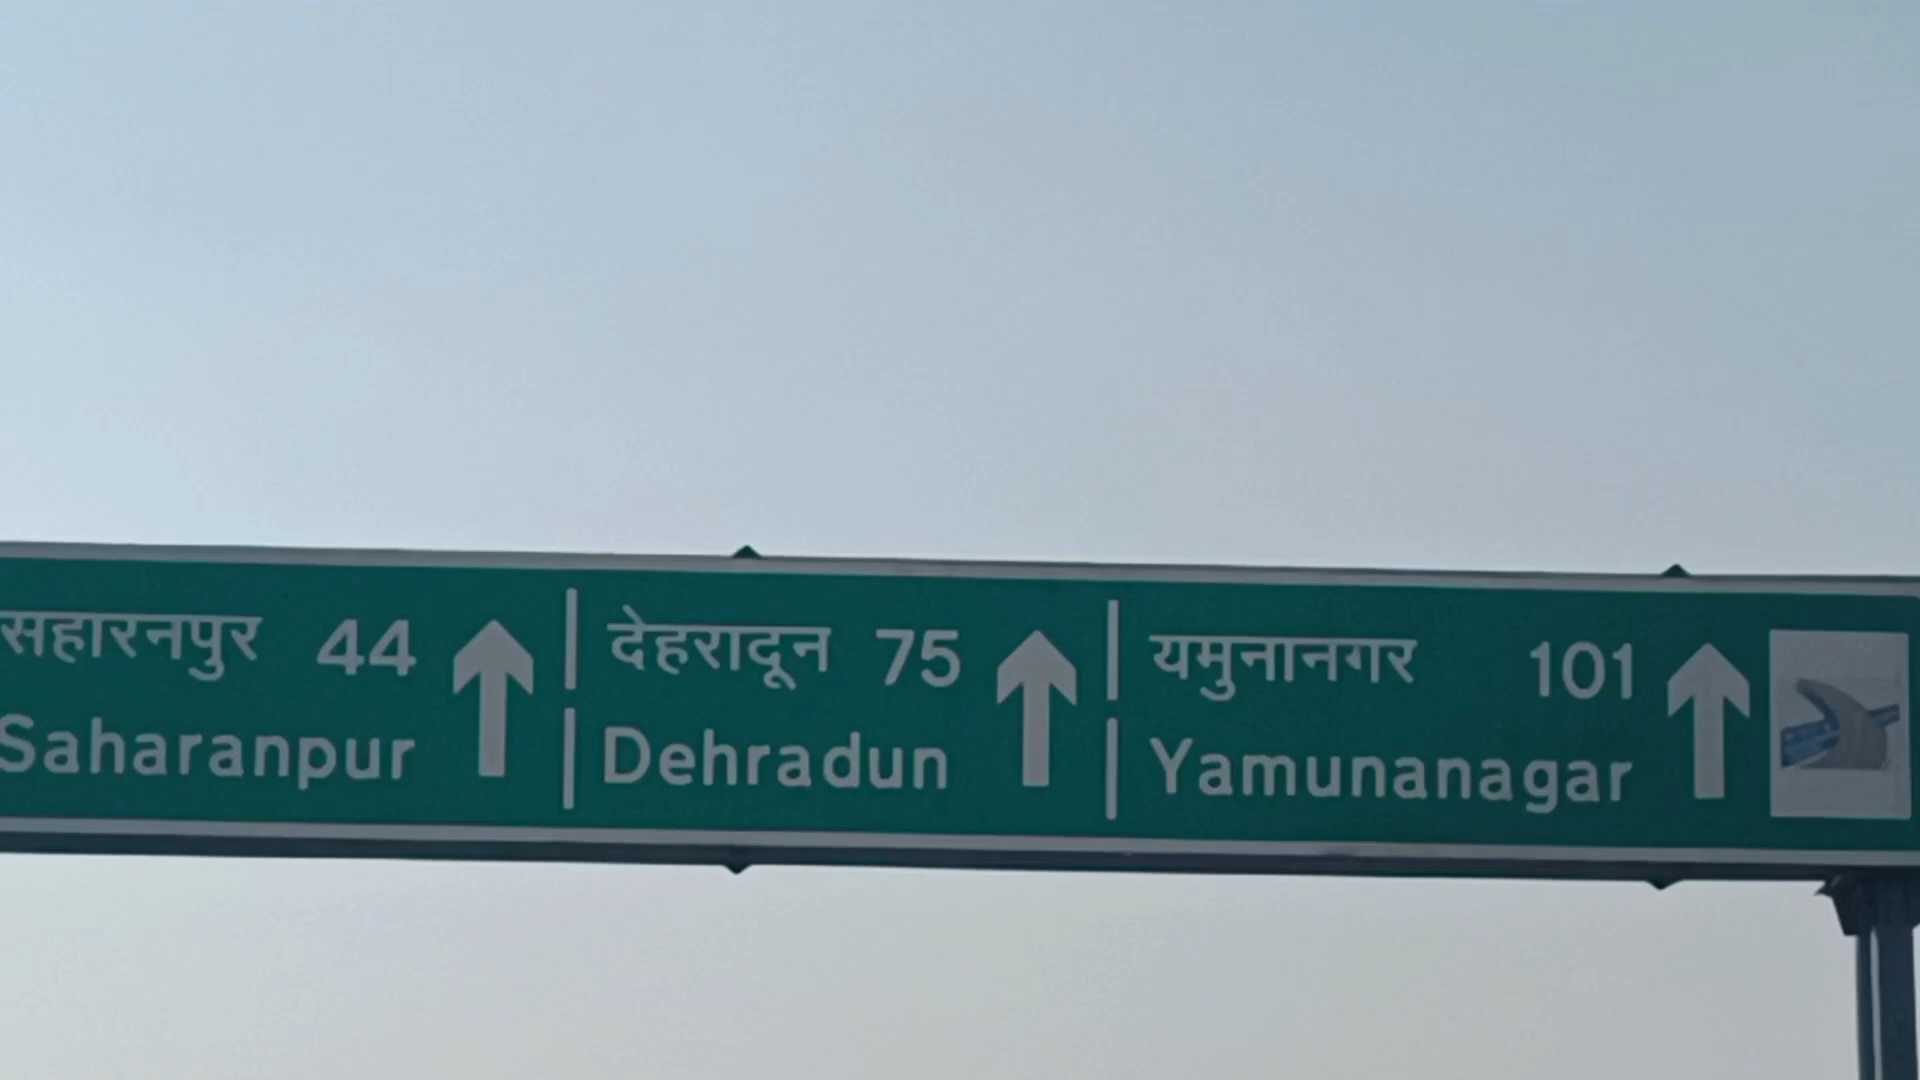 सहारनपुर 44
Saharanpur
देहरादून 75
Dehradun
यमुनानगर 101
Yamunanagar